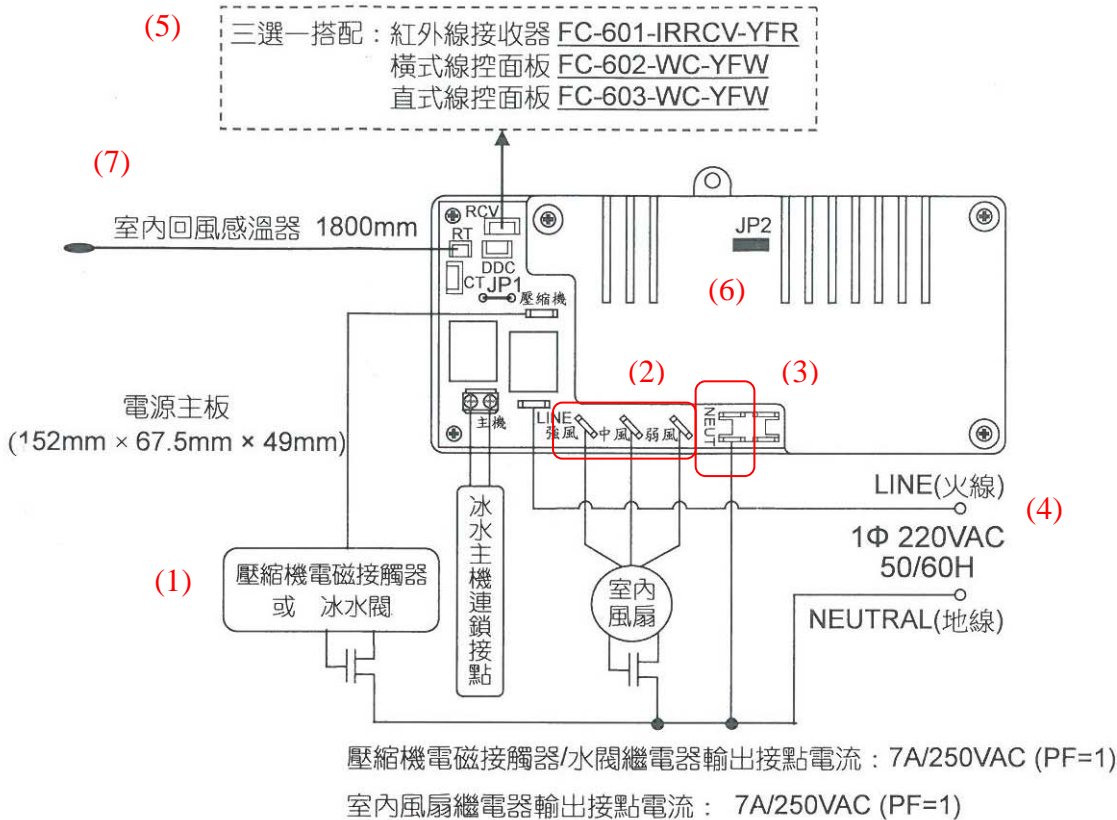 (5)
三選一搭配：紅外線接收器 FC-601-IRRCV-YFR
橫式線控面板 FC-602-WC-YFW
直式線控面板 FC-603-WC-YFW
(7)
室內回風感溫器 1800mm
RCV
RT
DDC
CT
JP1
壓縮機
JP2
(6)
(2)
(3)
電源主板
(152mm × 67.5mm × 49mm)
主機
LINE
強風
中風
弱風
NEUT
LINE(火線)
(4)
1Φ 220VAC
50/60H
NEUTRAL(地線)
(1)
壓縮機電磁接觸器
或 冰水閥
冰水主機連鎖接點
室內
風扇
壓縮機電磁接觸器/水閥繼電器輸出接點電流：7A/250VAC (PF=1)
室內風扇繼電器輸出接點電流： 7A/250VAC (PF=1)